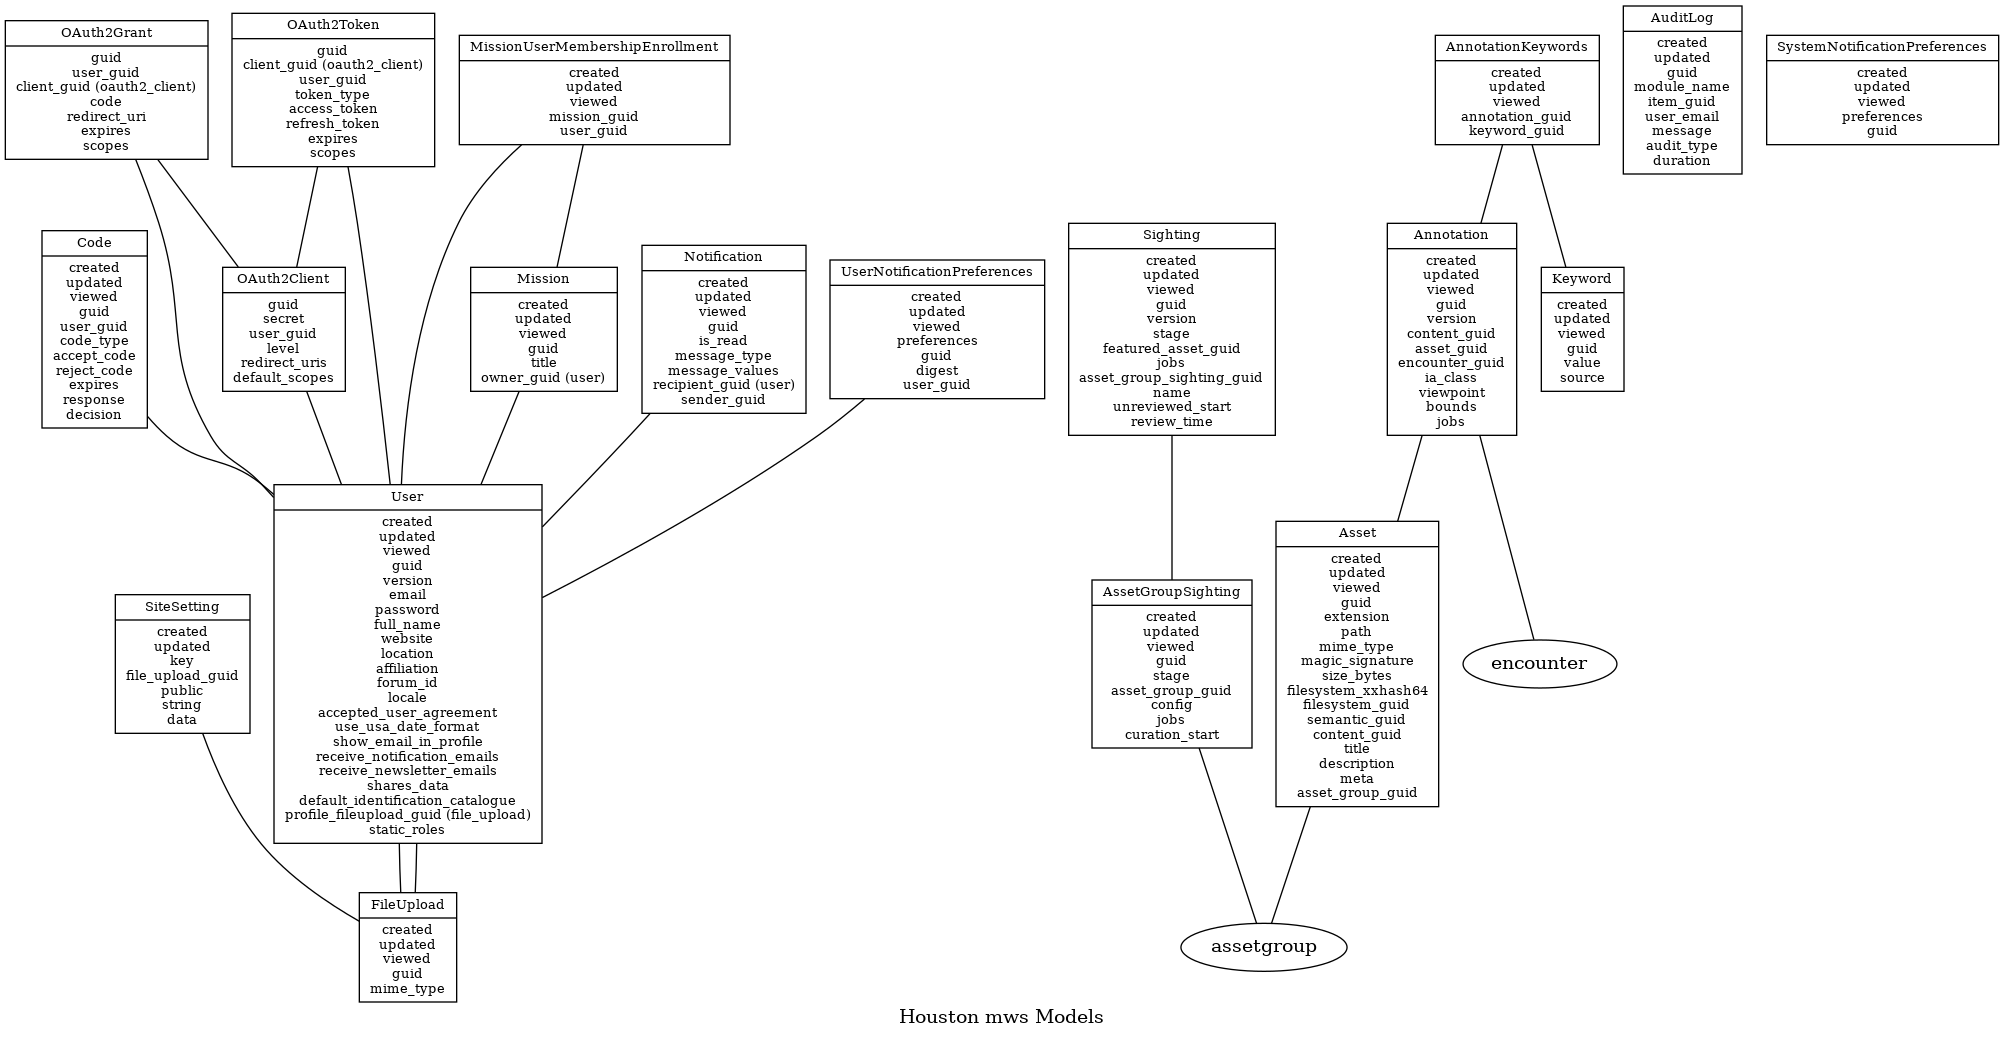 OAuth2Grant
guid
user_guid
client_guid (oauth2_client)
code
redirect_uri
expires
scopes
OAuth2Token
guid
client_guid (oauth2_client)
user_guid
token_type
access_token
refresh_token
expires
scopes
MissionUserMembershipEnrollment
created
updated
viewed
mission_guid
user_guid
AnnotationKeywords
created
updated
viewed
annotation_guid
keyword_guid
AuditLog
created
updated
guid
module_name
item_guid
user_email
message
audit_type
duration
SystemNotificationPreferences
created
updated
viewed
preferences
guid
Code
created
updated
viewed
guid
user_guid
code_type
accept_code
reject_code
expires
response
decision
OAuth2Client
guid
secret
user_guid
level
redirect_uris
default_scopes
Mission
created
updated
viewed
guid
title
owner_guid (user)
Notification
created
updated
viewed
guid
is_read
message_type
message_values
recipient_guid (user)
sender_guid
UserNotificationPreferences
created
updated
viewed
preferences
guid
digest
user_guid
Sighting
created
updated
viewed
guid
version
stage
featured_asset_guid
jobs
asset_group_sighting_guid
name
unreviewed_start
review_time
Annotation
created
updated
viewed
guid
version
content_guid
asset_guid
encounter_guid
ia_class
viewpoint
bounds
jobs
Keyword
created
updated
viewed
guid
value
source
User
created
updated
viewed
guid
version
email
password
full_name
website
location
affiliation
forum_id
locale
accepted_user_agreement
use_usa_date_format
show_email_in_profile
receive_notification_emails
receive_newsletter_emails
shares_data
default_identification_catalogue
profile_fileupload_guid (file_upload)
static_roles
SiteSetting
created
updated
key
file_upload_guid
public
string
data
AssetGroupSighting
created
updated
viewed
guid
stage
asset_group_guid
config
jobs
curation_start
Asset
created
updated
viewed
guid
extension
path
mime_type
magic_signature
size_bytes
filesystem_xxhash64
filesystem_guid
semantic_guid
content_guid
title
description
meta
asset_group_guid
encounter
FileUpload
created
updated
viewed
guid
mime_type
assetgroup
Houston mws Models